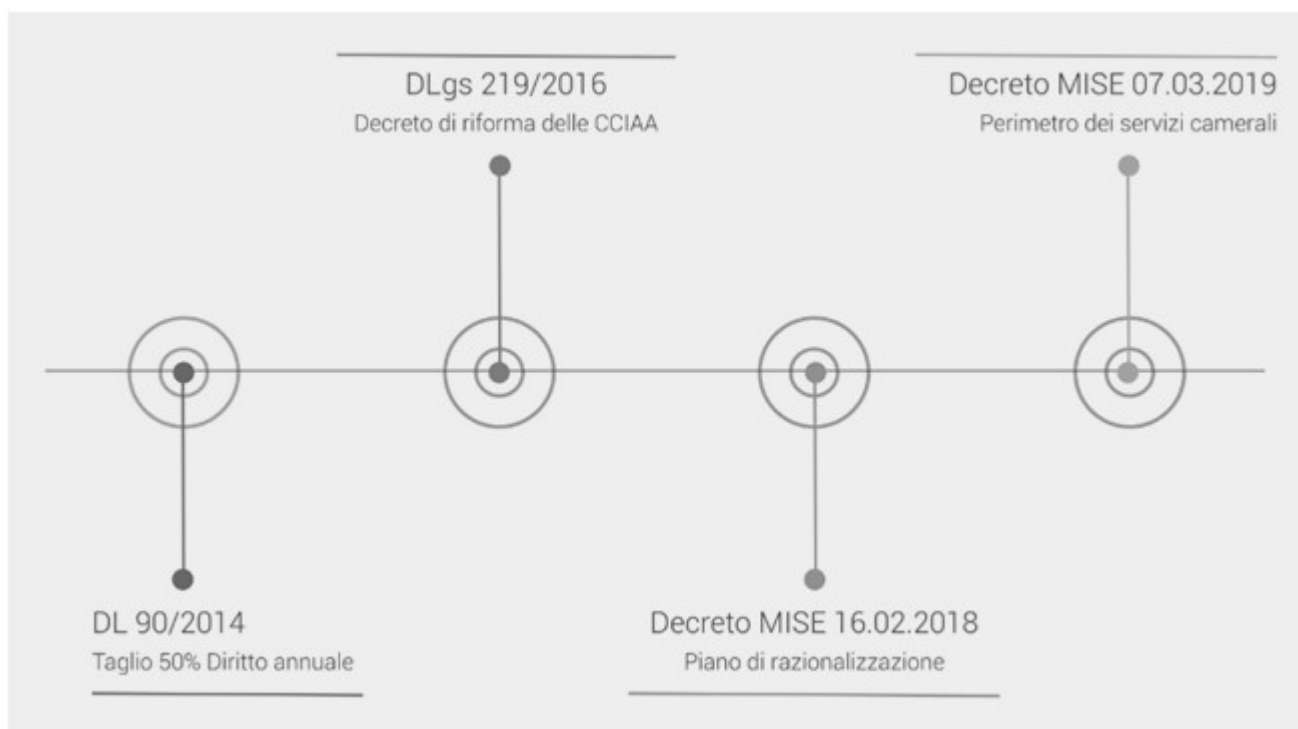 DLgs 219/2016
Decreto di riforma delle CCIAA
Decreto MISE 07.03.2019
Perimetro dei servizi camerali
DL 90/2014
Taglio 50% Diritto annuale
Decreto MISE 16.02.2018
Piano di razionalizzazione